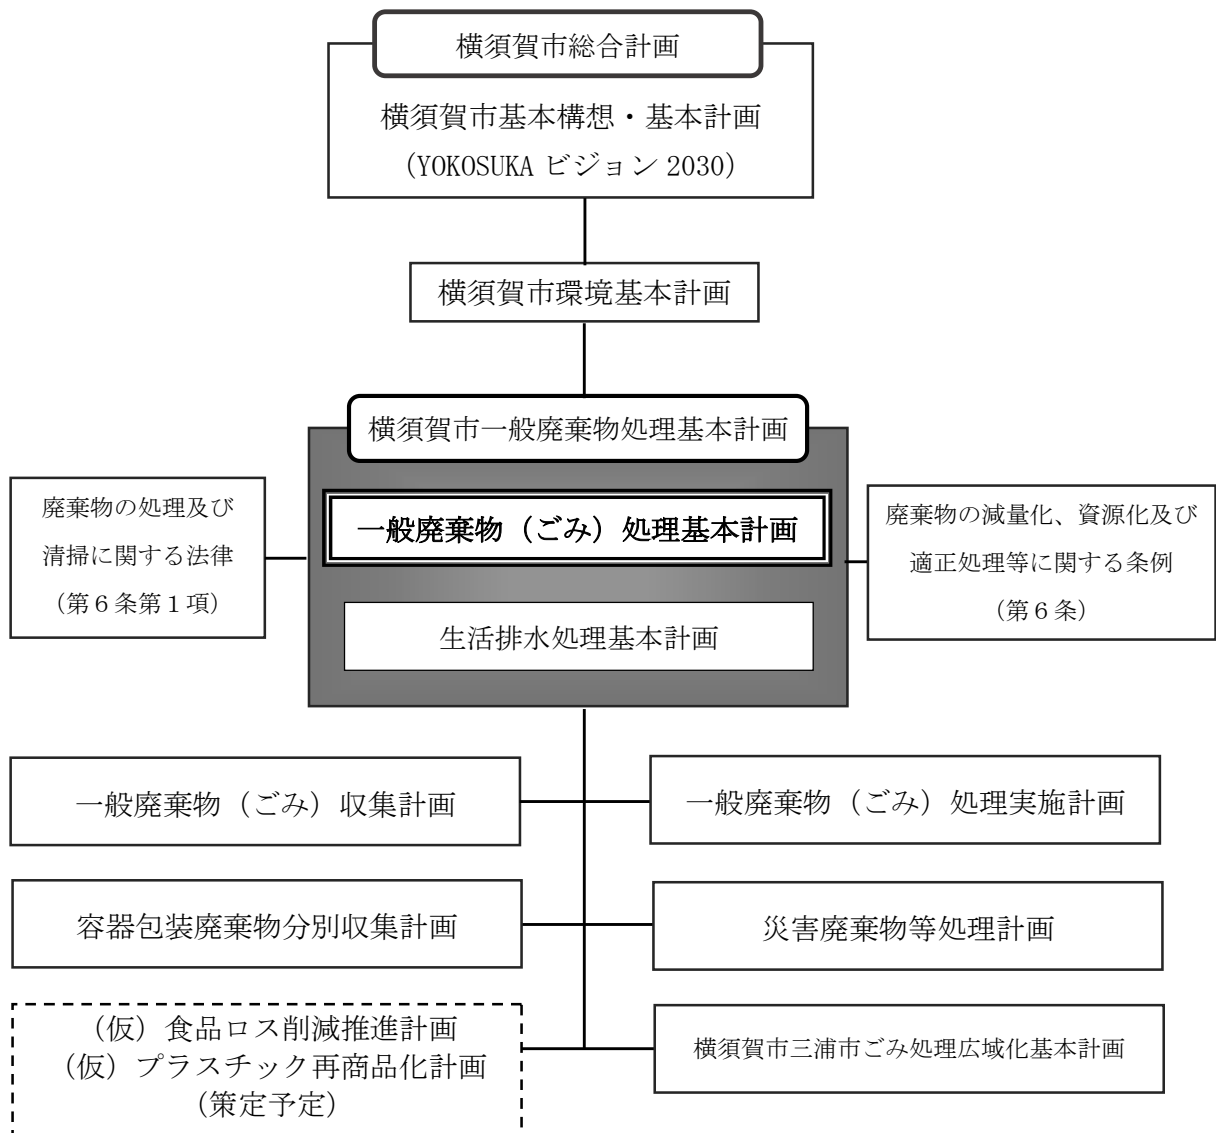 横須賀市総合計画
横須賀市基本構想・基本計画
(YOKOSUKA ビジョン 2030)
横須賀市環境基本計画
横須賀市一般廃棄物処理基本計画
廃棄物の処理及び
清掃に関する法律
(第6条第1項)
一般廃棄物(ごみ)処理基本計画
生活排水処理基本計画
廃棄物の減量化、資源化及び
適正処理等に関する条例
(第6条)
一般廃棄物(ごみ)収集計画
一般廃棄物(ごみ)処理実施計画
容器包装廃棄物分別収集計画
災害廃棄物等処理計画
(仮)食品ロス削減推進計画
(仮)プラスチック再商品化計画
(策定予定)
横須賀市三浦市ごみ処理広域化基本計画